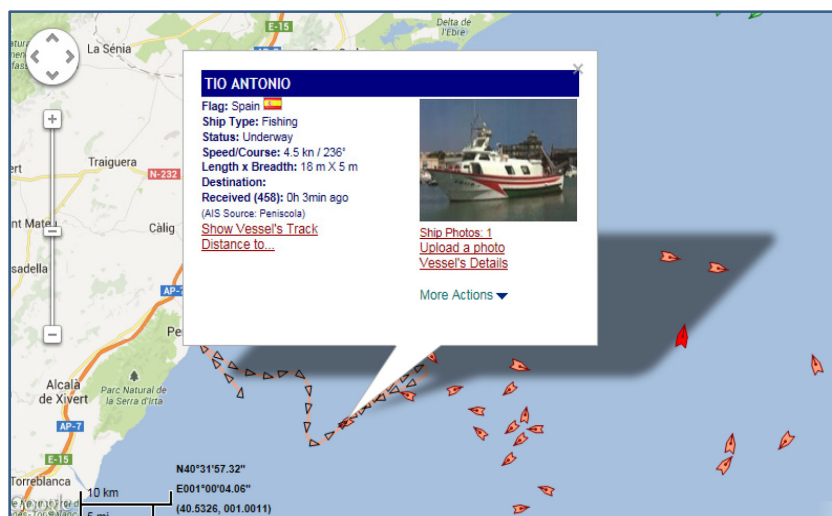 E-15
Delta de
l'Ebre
La Sénia
TIO ANTONIO
Flag: Spain
Ship Type: Fishing
Status: Underway
Speed/Course: 4.5 kn / 236°
Length x Breadth: 18 m X 5 m
Destination:
Received (458): 0h 3min ago
(AIS Source: Peniscola)
Show Vessel's Track
Distance to...
Ship Photos: 1
Upload a photo
Vessel's Details
More Actions
Traiguera
N-232
Càlig
AP-7
Alcalà
de Xivert
Parc Natural de
la Serra d'Irta
AP-7
E-15
Torreblanca
10 km
5 mi
N40°31'57.32"
E001°00'04.06"
(40.5326, 001.0011)